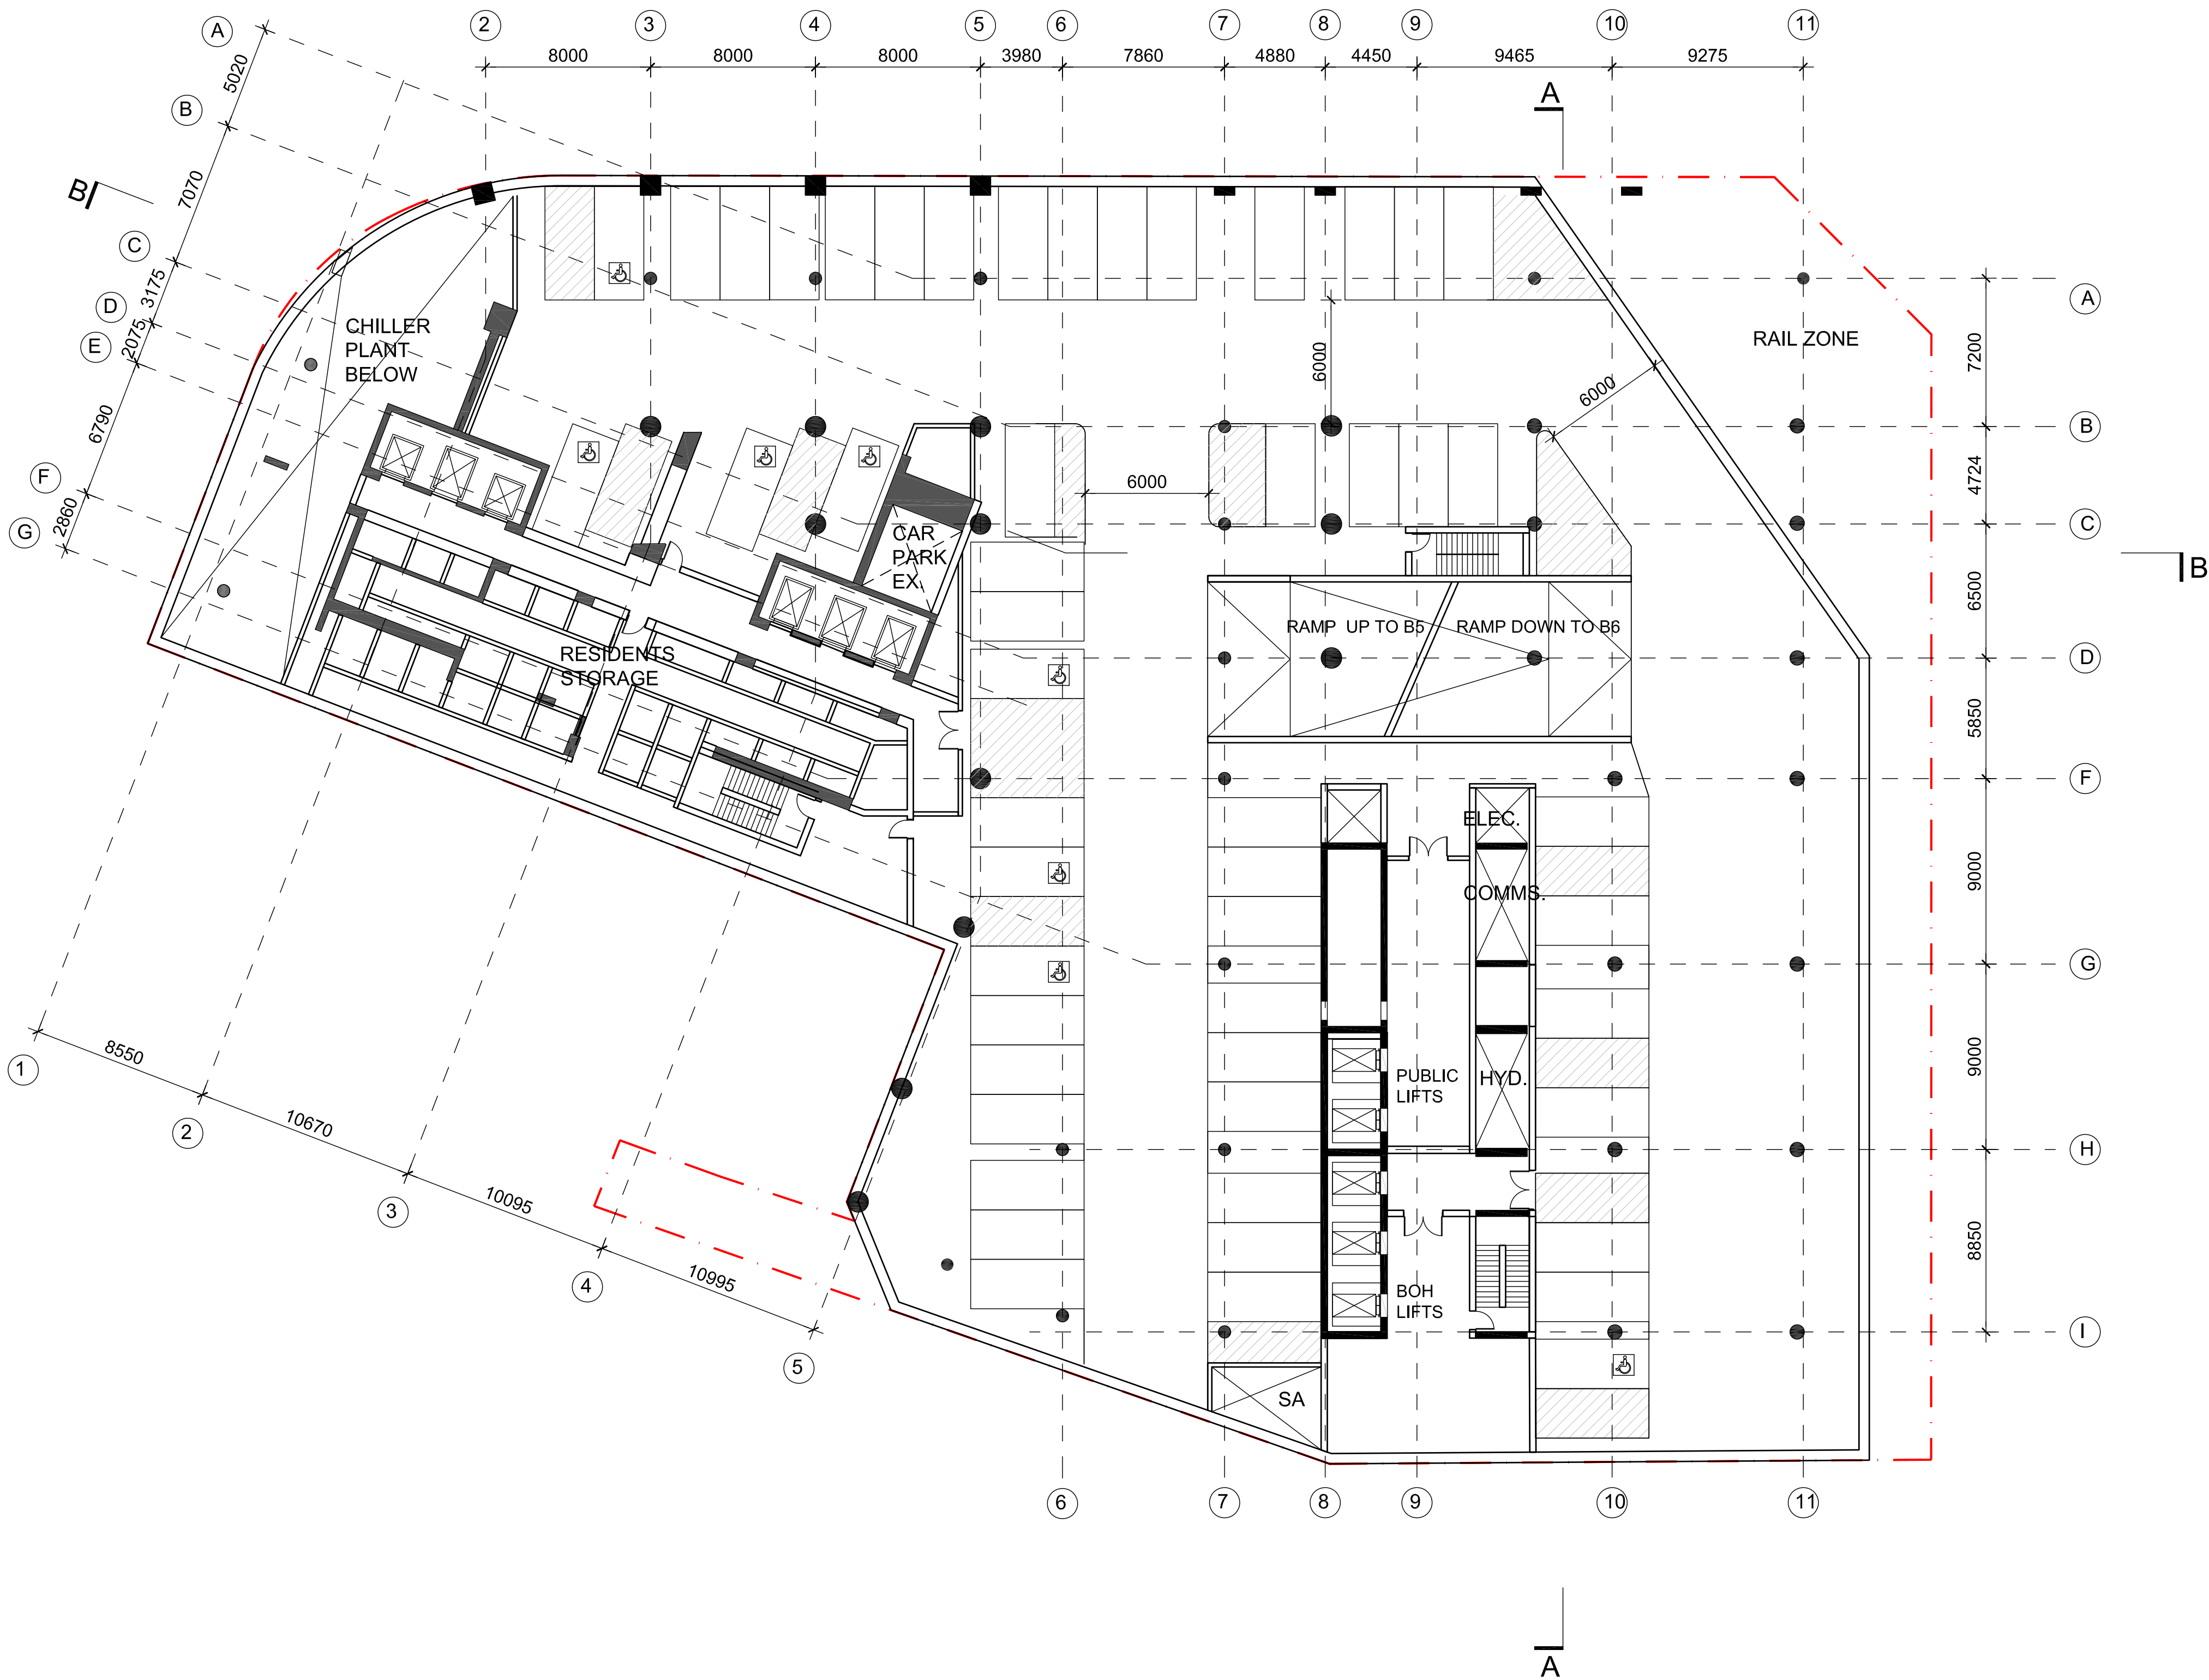 2
3
4
5
6
7
8
9
10
11
8000
8000
8000
3980
7860
4880
4450
9465
9275
A
B
C
D
E
F
G
5020
7070
3175
2075
6790
2860
B
A
CHILLER
PLANT
BELOW
RAIL ZONE
6000
6000
6000
CAR
PARK
EX.
RAMP UP TO B5
RAMP DOWN TO B6
RESIDENTS
STORAGE
ELEC.
COMMS.
PUBLIC
LIFTS
HYD.
BOH
LIFTS
SA
A
B
C
D
F
G
H
I
7200
4724
6500
5850
9000
9000
8850
B
1
2
3
4
5
8550
10670
10095
10995
6
7
8
9
10
11
A